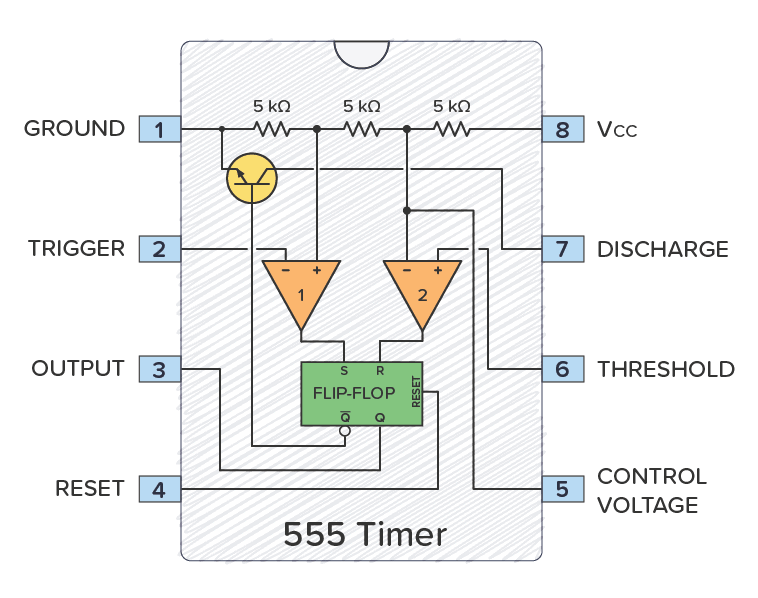 5 kΩ 5 kΩ 5 kΩ
GROUND 1 8 Vcc
TRIGGER 2 7 DISCHARGE
− + − +
1 2
OUTPUT 3 6 THRESHOLD
S R
FLIP-FLOP RESET
Q̅ Q
RESET 4 5 CONTROL
VOLTAGE
555 Timer